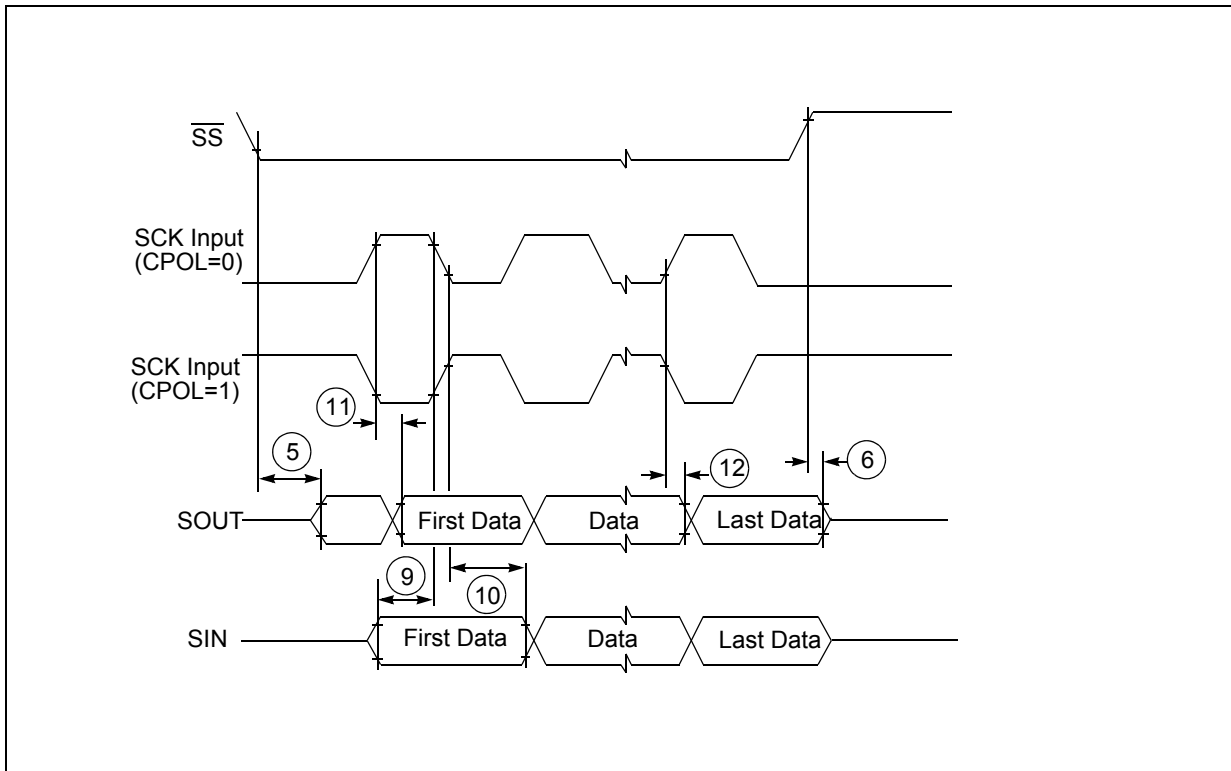 SS
SCK Input
(CPOL=0)
SCK Input
(CPOL=1)
11
5
12
6
SOUT
First Data
Data
Last Data
9
10
SIN
First Data
Data
Last Data